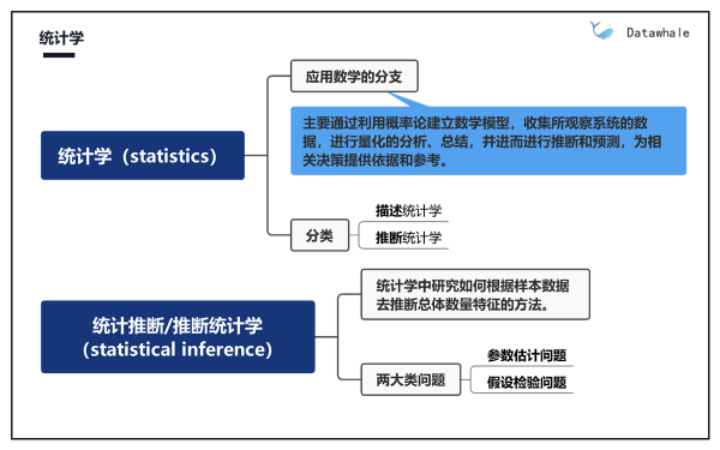 统计学
Datawhale
统计学（statistics）
应用数学的分支
主要通过利用概率论建立数学模型，收集所观察系统的数
据，进行量化的分析、总结，并进而进行推断和预测，为相
关决策提供依据和参考。
分类
描述统计学
推断统计学
统计推断/推断统计学
（statistical inference）
统计学中研究如何根据样本数据
去推断总体数量特征的方法。
两大类问题
参数估计问题
假设检验问题